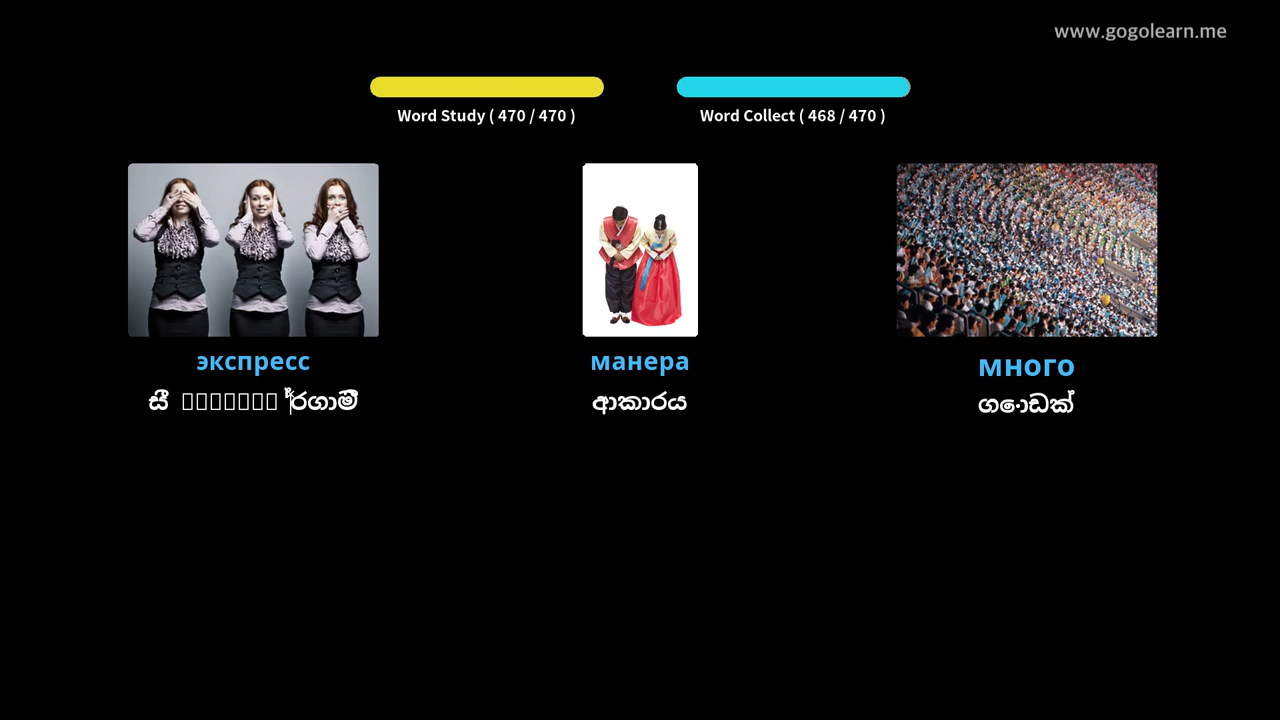 www.gogolearn.me
Word Study ( 470 / 470 )
Word Collect ( 468 / 470 )
экспресс
манера
ආකාරය
много
ගොඩක්